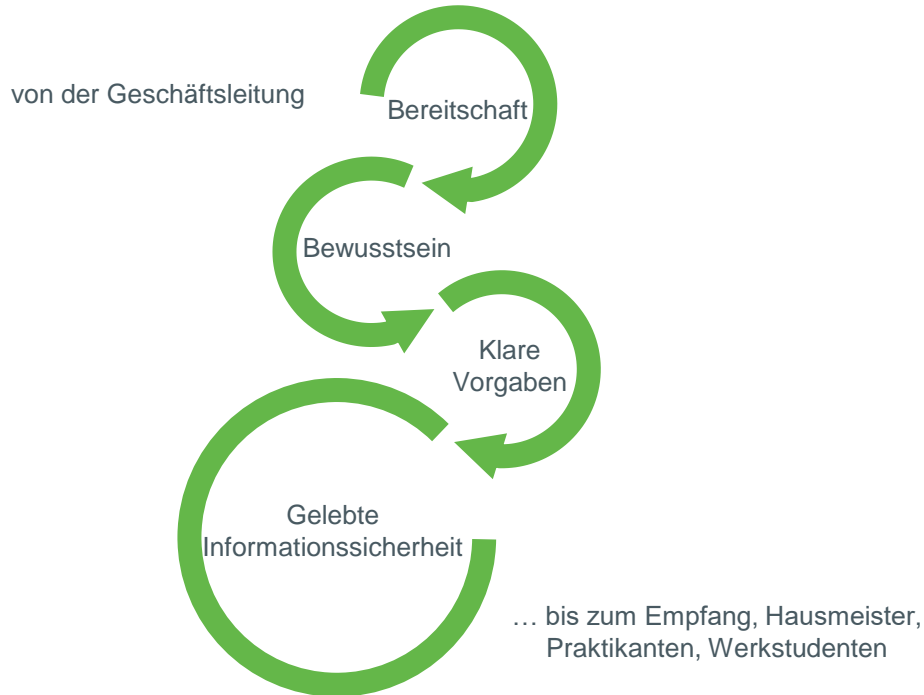 von der Geschäftsleitung
Bereitschaft
Bewusstsein
Klare
Vorgaben
Gelebte
Informationssicherheit
… bis zum Empfang, Hausmeister,
Praktikanten, Werkstudenten